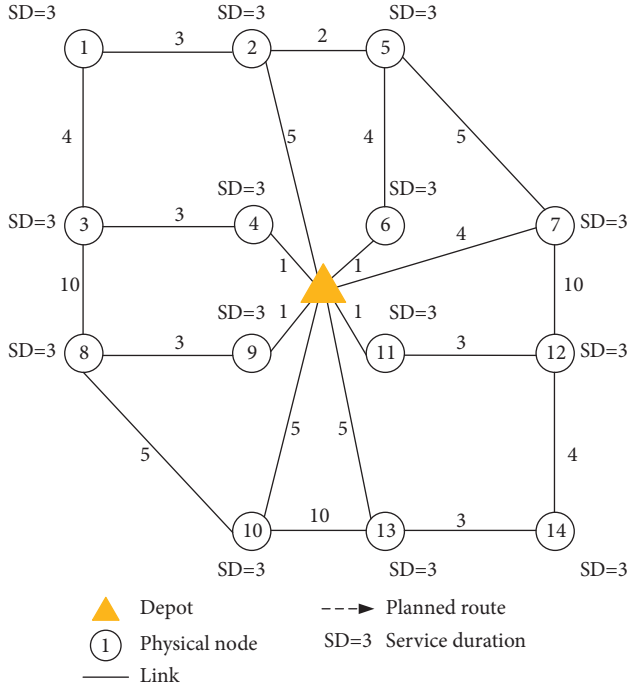 SD=3 SD=3 SD=3
1 3 2 2 5
4 5 4 5
SD=3 SD=3
SD=3 3 3 4 6 4 7 SD=3
1 1
10 SD=3 1 1 SD=3 10
SD=3 8 3 9 11 3 12 SD=3
5 5 5 4
10 10 13 3 14
SD=3 SD=3 SD=3
Depot Planned route
1 Physical node SD=3 Service duration
Link